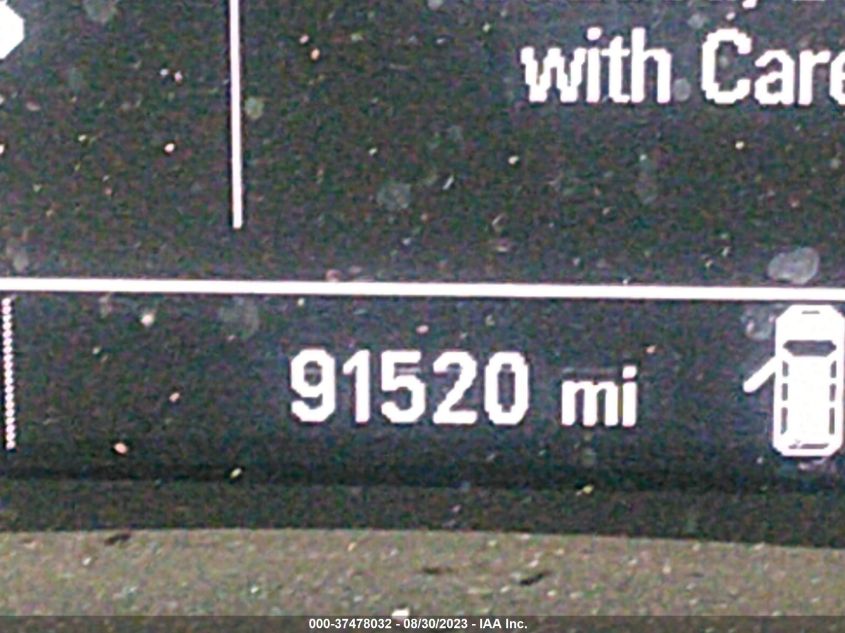 with Care
91520 mi
000-37478032 - 08/30/2023 - IAA Inc.